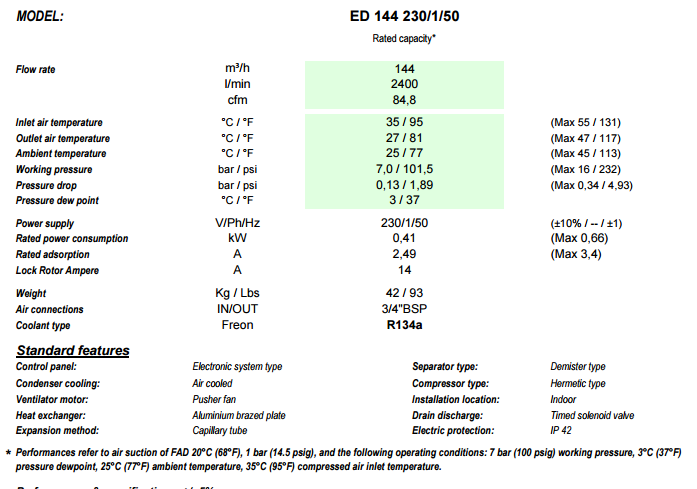 MODEL: ED 144 230/1/50
Rated capacity*
Flow rate m³/h 144
l/min 2400
cfm 84,8
Inlet air temperature °C / °F 35 / 95 (Max 55 / 131)
Outlet air temperature °C / °F 27 / 81 (Max 47 / 117)
Ambient temperature °C / °F 25 / 77 (Max 45 / 113)
Working pressure bar / psi 7,0 / 101,5 (Max 16 / 232)
Pressure drop bar / psi 0,13 / 1,89 (Max 0,34 / 4,93)
Pressure dew point °C / °F 3 / 37
Power supply V/Ph/Hz 230/1/50 (±10% / -- / ±1)
Rated power consumption kW 0,41 (Max 0,66)
Rated adsorption A 2,49 (Max 3,4)
Lock Rotor Ampere A 14
Weight Kg / Lbs 42 / 93
Air connections IN/OUT 3/4"BSP
Coolant type Freon R134a
Standard features
Control panel: Electronic system type Separator type: Demister type
Condenser cooling: Air cooled Compressor type: Hermetic type
Ventilator motor: Pusher fan Installation location: Indoor
Heat exchanger: Aluminium brazed plate Drain discharge: Timed solenoid valve
Expansion method: Capillary tube Electric protection: IP 42
* Performances refer to air suction of FAD 20°C (68°F), 1 bar (14.5 psig), and the following operating conditions: 7 bar (100 psig) working pressure, 3°C (37°F)
pressure dewpoint, 25°C (77°F) ambient temperature, 35°C (95°F) compressed air inlet temperature.